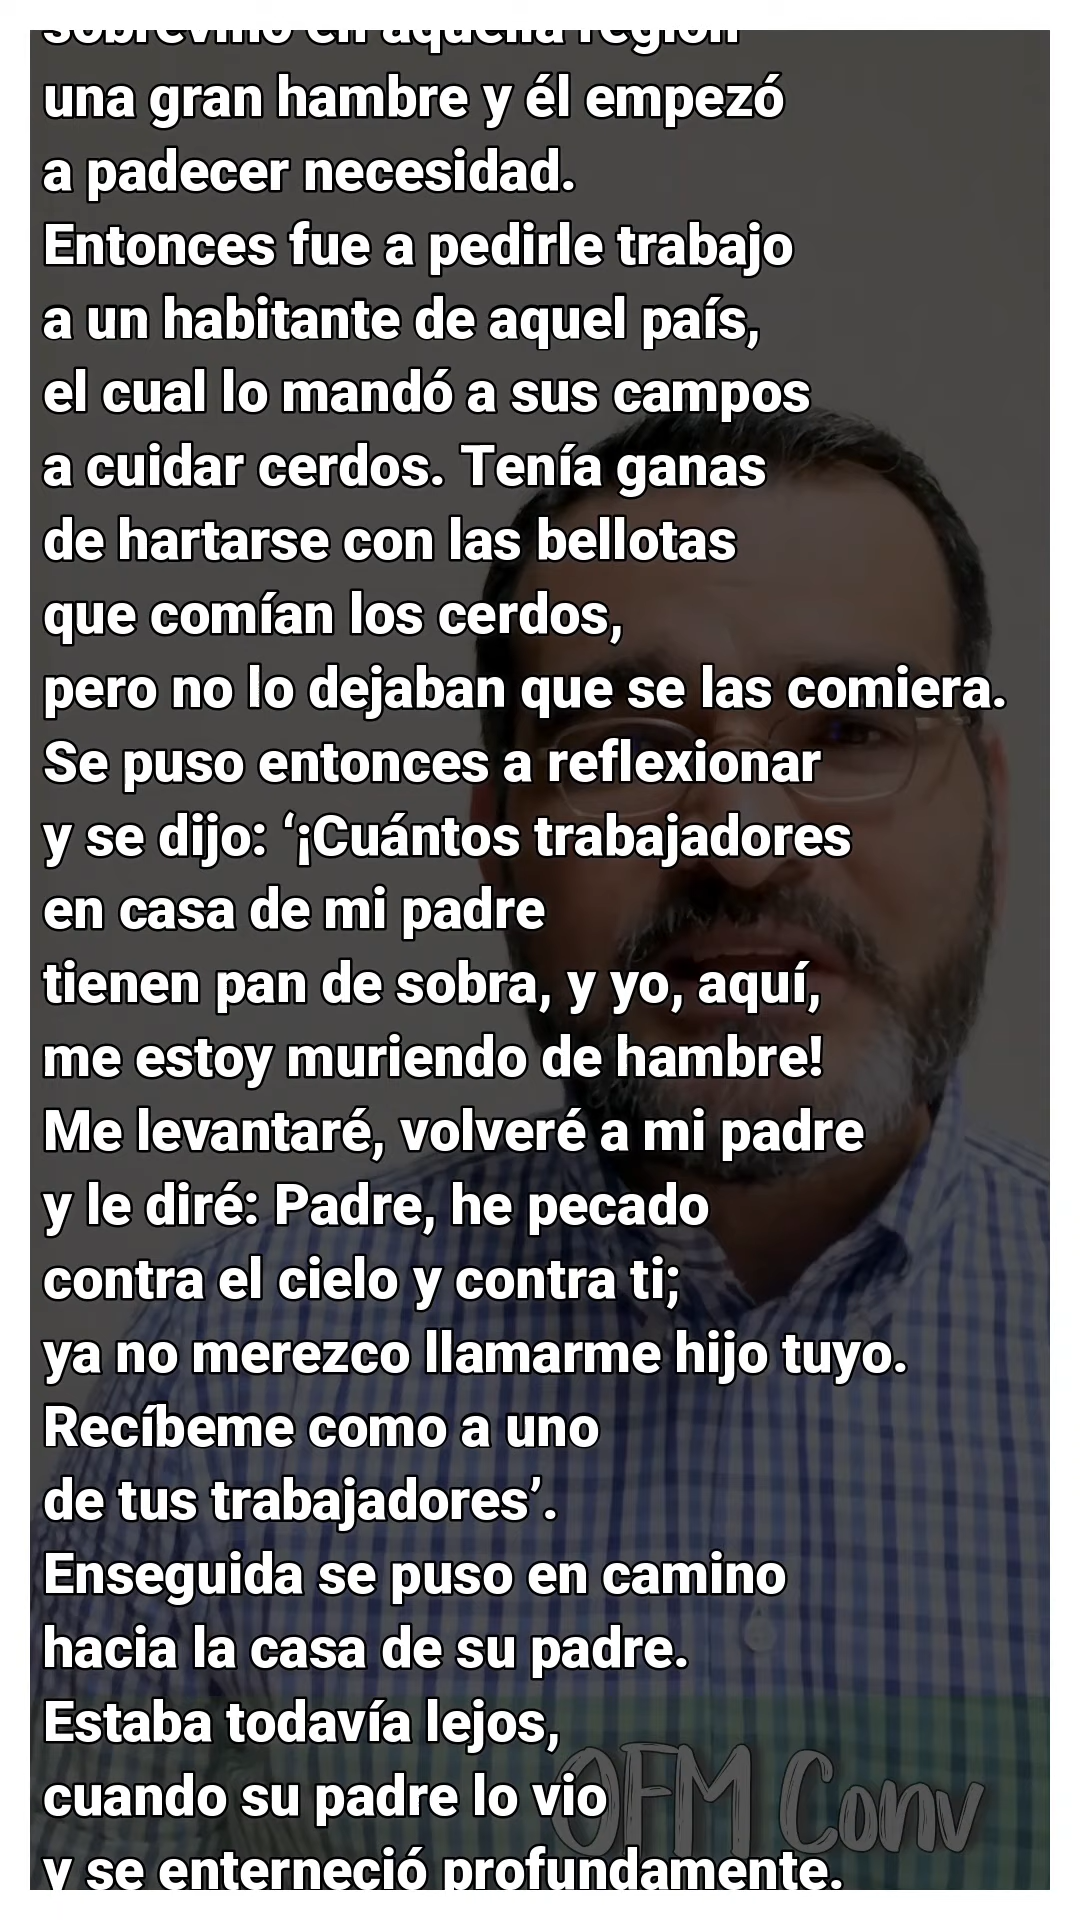 sobrevino en aquella región
una gran hambre y él empezó
a padecer necesidad.
Entonces fue a pedirle trabajo
a un habitante de aquel país,
el cual lo mandó a sus campos
a cuidar cerdos. Tenía ganas
de hartarse con las bellotas
que comían los cerdos,
pero no lo dejaban que se las comiera.
Se puso entonces a reflexionar
y se dijo: ‘¡Cuántos trabajadores
en casa de mi padre
tienen pan de sobra, y yo, aquí,
me estoy muriendo de hambre!
Me levantaré, volveré a mi padre
y le diré: Padre, he pecado
contra el cielo y contra ti;
ya no merezco llamarme hijo tuyo.
Recíbeme como a uno
de tus trabajadores’.
Enseguida se puso en camino
hacia la casa de su padre.
Estaba todavía lejos,
cuando su padre lo vio
y se enterneció profundamente.
OFM Conv